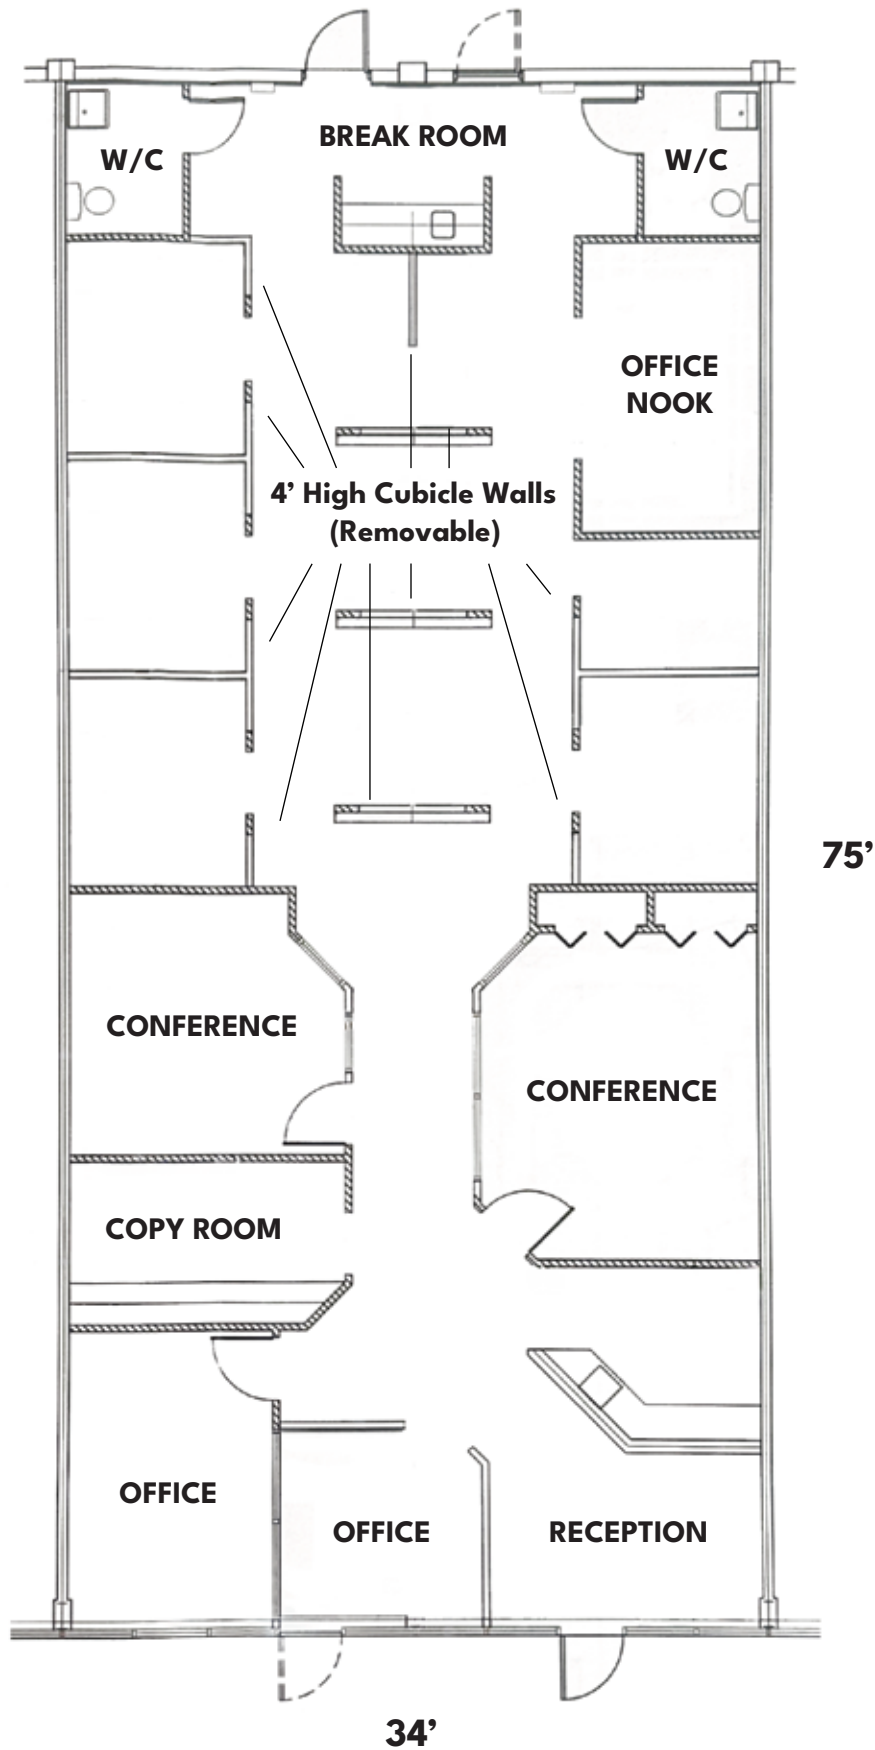 BREAK ROOM
W/C
W/C
OFFICE
NOOK
4’ High Cubicle Walls
(Removable)
75’
CONFERENCE
CONFERENCE
COPY ROOM
OFFICE
OFFICE
RECEPTION
34’